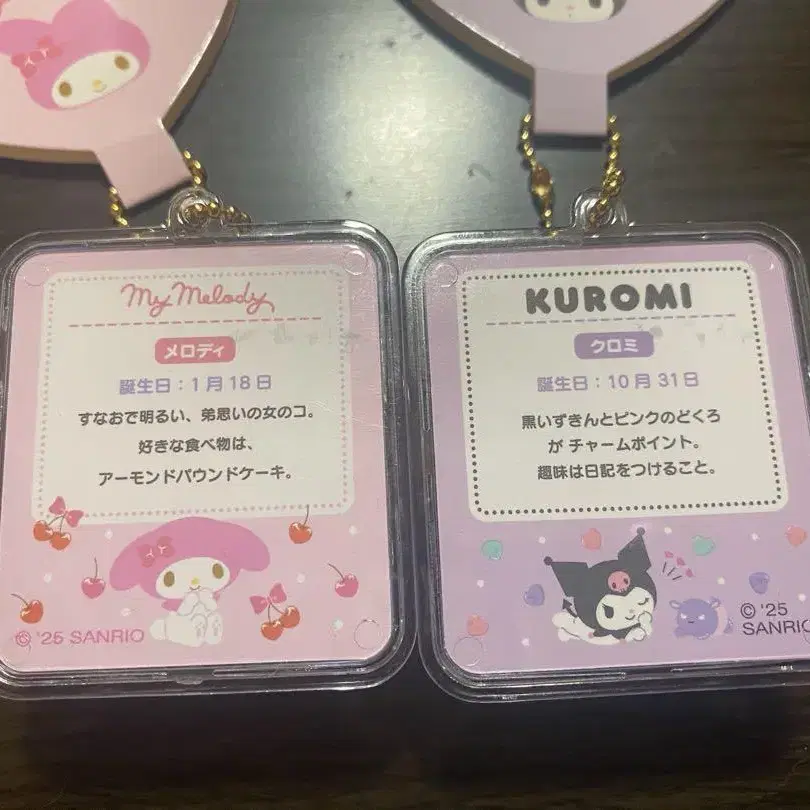 My Melody
メロディ
誕生日：1月18日
すなおで明るい、弟思いの女のコ。
好きな食べ物は、
アーモンドパウンドケーキ。
© '25 SANRIO
KUROMI
クロミ
誕生日：10月31日
黒いずきんとピンクのどくろ
が チャームポイント。
趣味は日記をつけること。
© '25
SANRIO